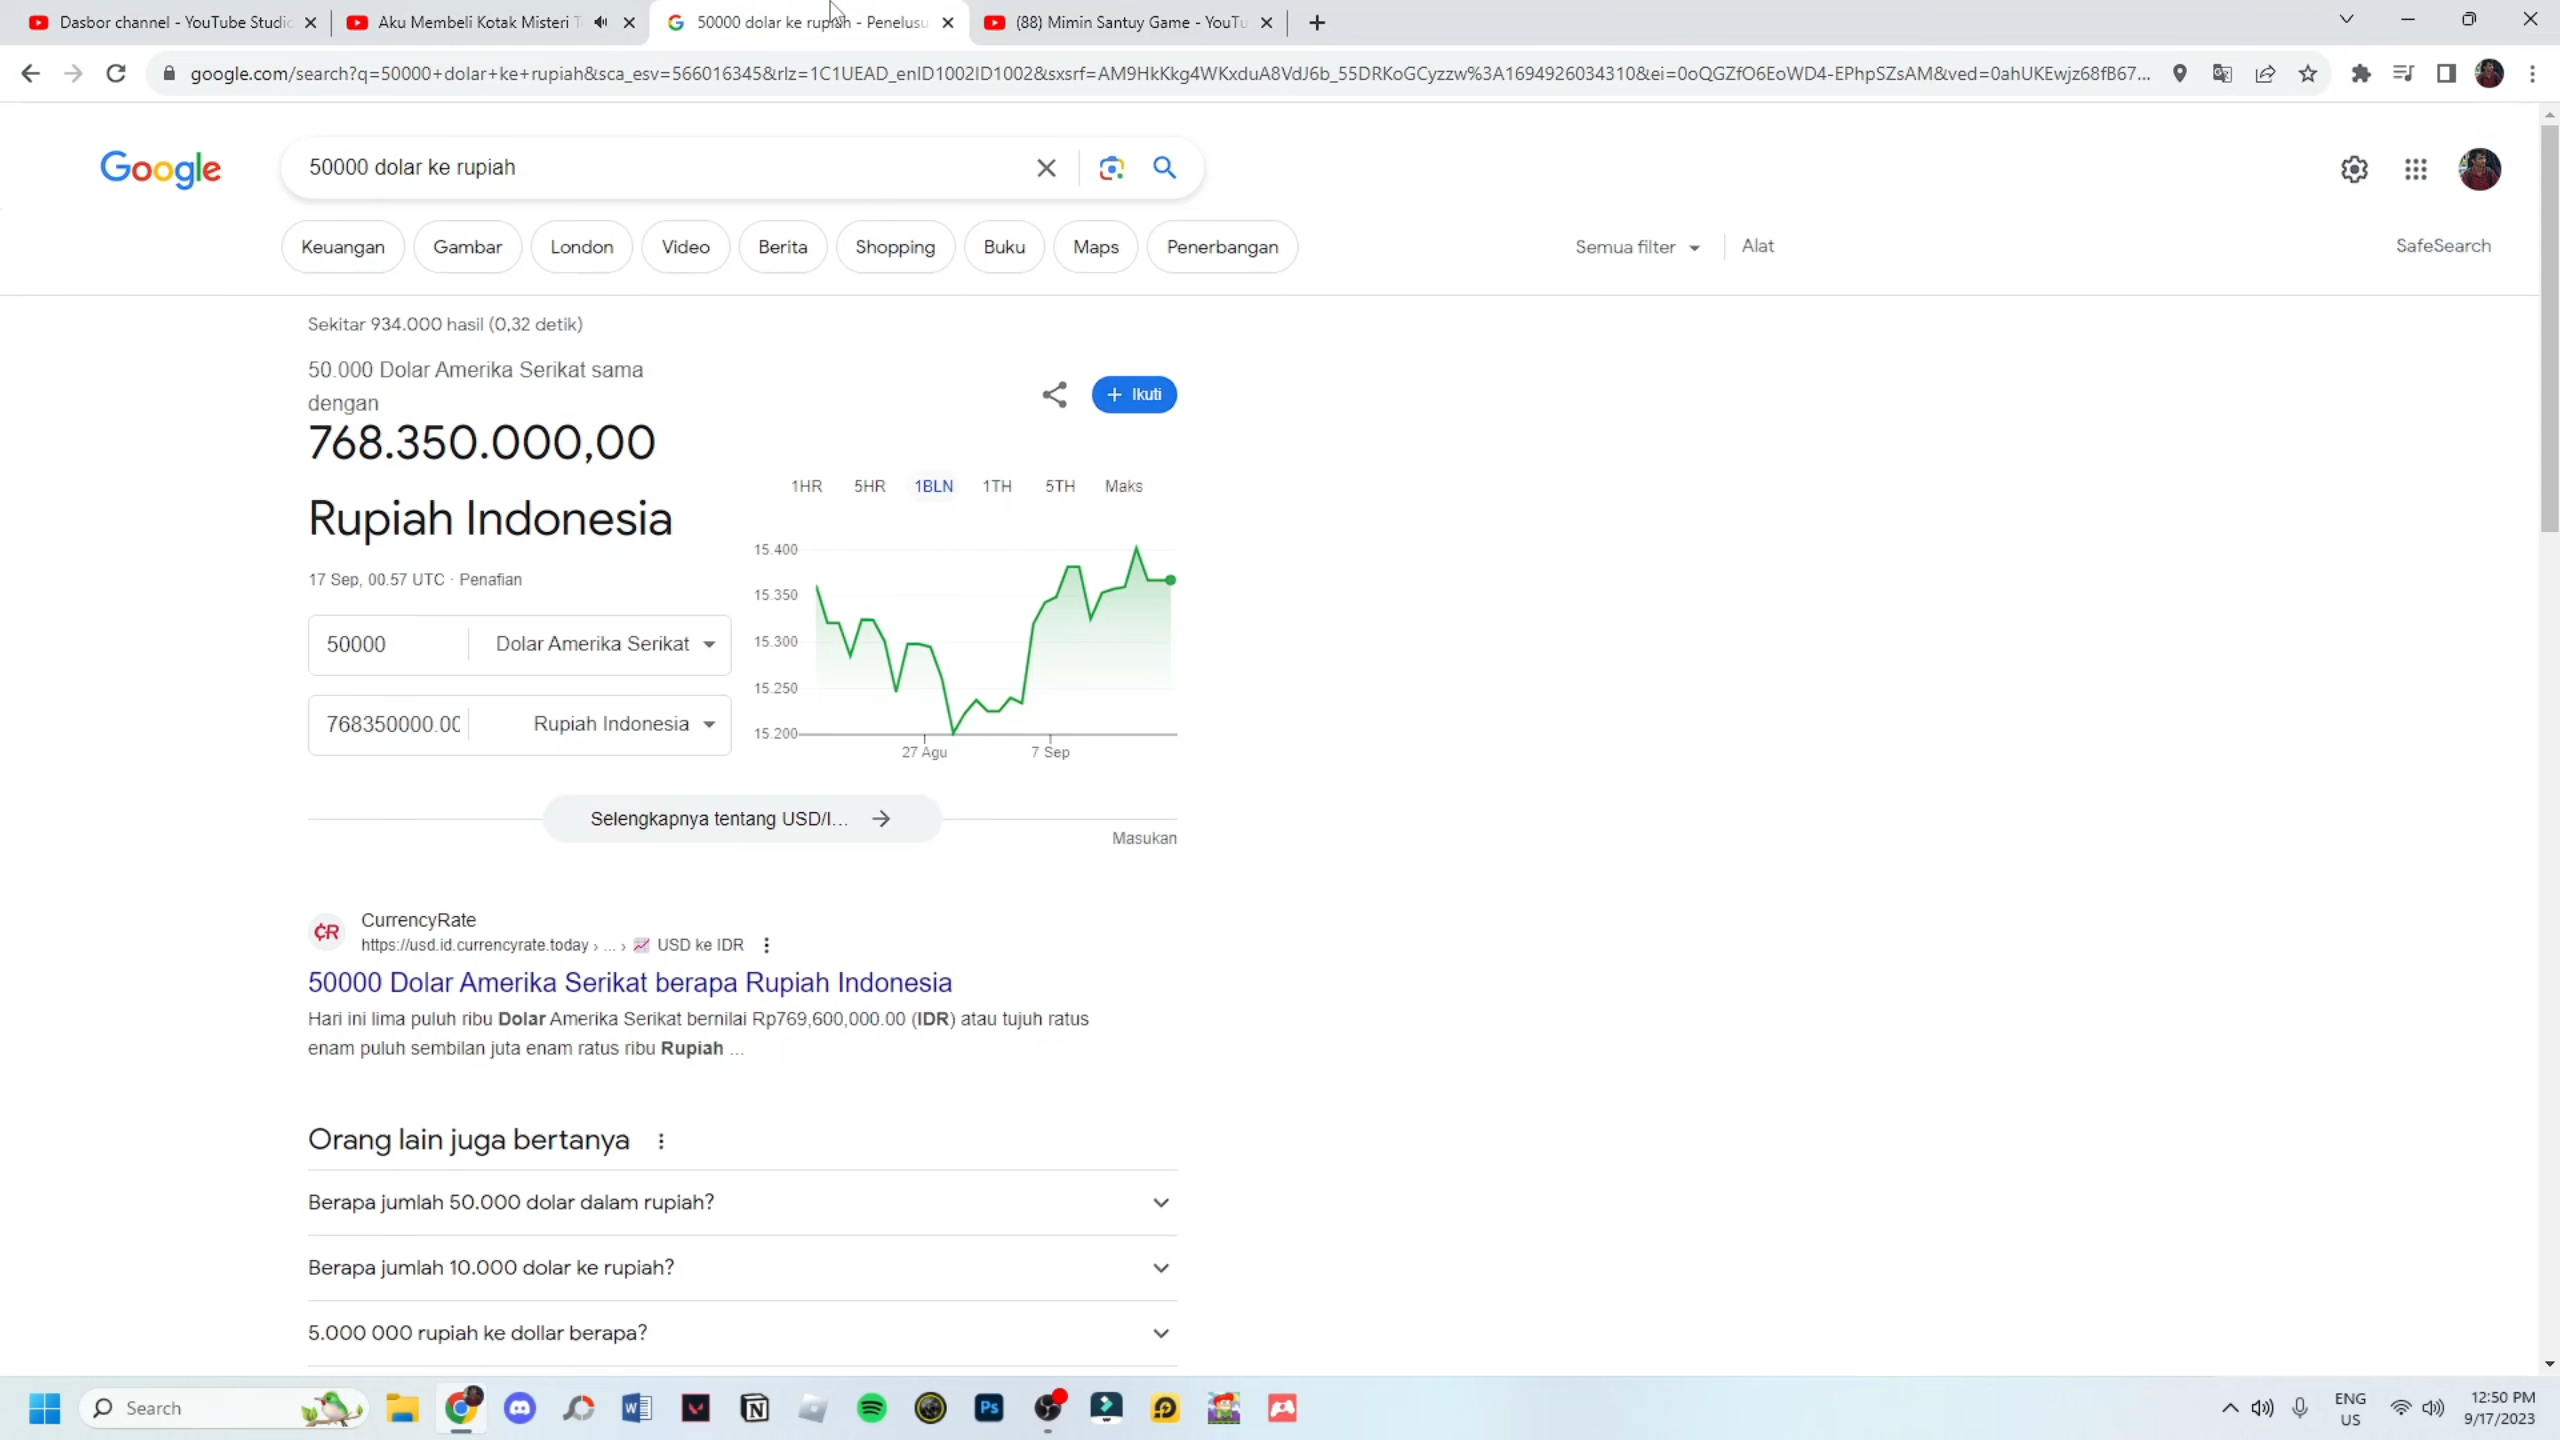 Dasbor channel - YouTube Studio
Aku Membeli Kotak Misteri T
50000 dolar ke rupiah - Penelusu
(88) Mimin Santuy Game - YouTu
google.com/search?q=50000+dolar+ke+rupiah&sca_esv=566016345&rlz=1C1UEAD_enID1002ID1002&sxsrf=AM9HkKkg4WKxduA8VdJ6b_55DRKoGCyzzw%3A1694926034310&ei=0oQGZfO6EoWD4-EPhpSZsAM&ved=0ahUKEwjz68fB67...
Google
50000 dolar ke rupiah
Keuangan
Gambar
London
Video
Berita
Shopping
Buku
Maps
Penerbangan
Semua filter
Alat
SafeSearch
Sekitar 934.000 hasil (0,32 detik)
50.000 Dolar Amerika Serikat sama
dengan
768.350.000,00
Rupiah Indonesia
17 Sep, 00.57 UTC · Penafian
50000
Dolar Amerika Serikat
768350000.00
Rupiah Indonesia
Ikuti
1HR
5HR
1BLN
1TH
5TH
Maks
15.400
15.350
15.300
15.250
15.200
27 Agu
7 Sep
Selengkapnya tentang USD/I...
Masukan
¢R
CurrencyRate
https://usd.id.currencyrate.today › ... › USD ke IDR
50000 Dolar Amerika Serikat berapa Rupiah Indonesia
Hari ini lima puluh ribu Dolar Amerika Serikat bernilai Rp769,600,000.00 (IDR) atau tujuh ratus
enam puluh sembilan juta enam ratus ribu Rupiah ...
Orang lain juga bertanya
Berapa jumlah 50.000 dolar dalam rupiah?
Berapa jumlah 10.000 dolar ke rupiah?
5.000 000 rupiah ke dollar berapa?
Search
Ps
ENG
US
12:50 PM
9/17/2023